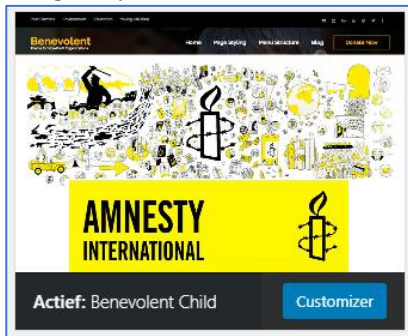 Benevolent
Home Page Styling Menu Structure Blog Donate Now
AMNESTY
INTERNATIONAL
Actief: Benevolent Child
Customizer